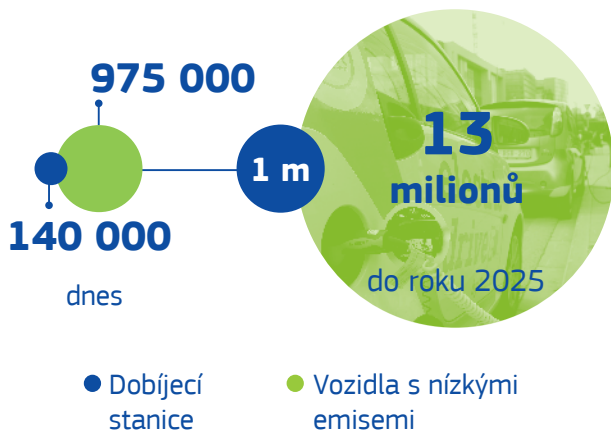 975 000
140 000
dnes
1 m
13
milionů
do roku 2025
Dobíjecí
stanice
Vozidla s nízkými
emisemi